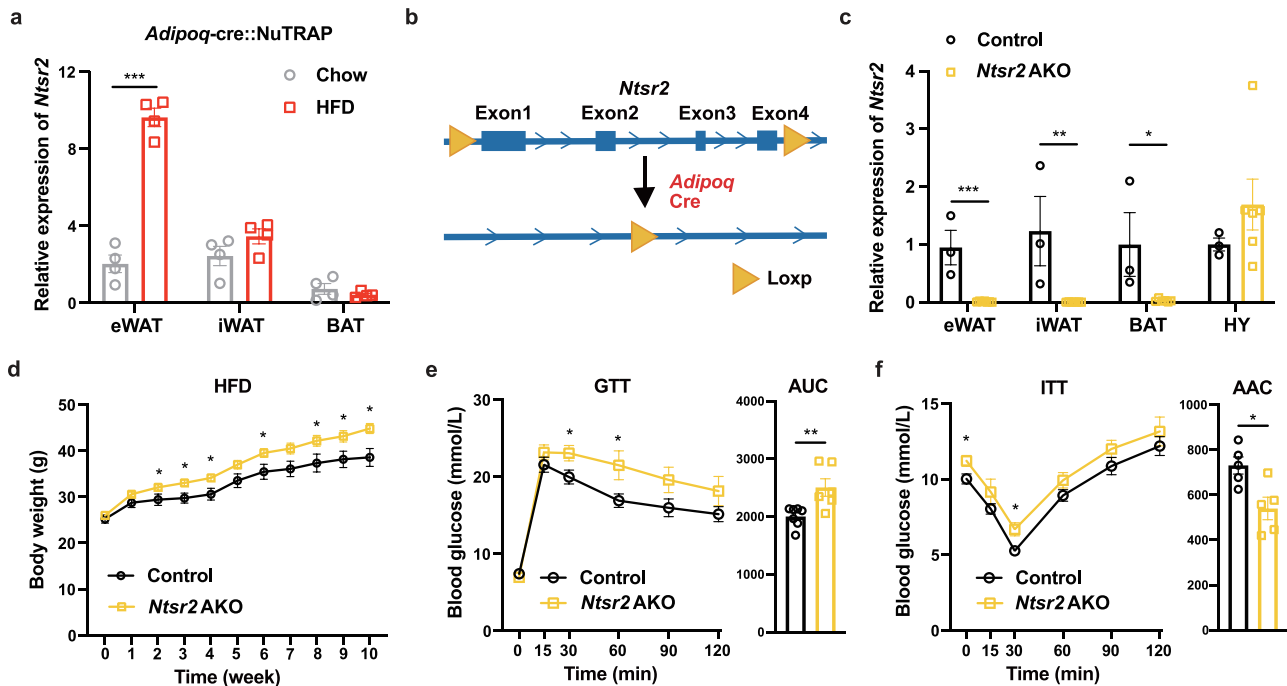 a
Adipoq-cre::NuTRAP
Relative expression of Ntsr2
12
8
4
0
***
Chow
HFD
eWAT iWAT BAT
b
Ntsr2
Exon1 Exon2 Exon3 Exon4
Adipoq
Cre
Loxp
c
Control
Ntsr2 AKO
Relative expression of Ntsr2
4
3
2
1
0
*** ** *
eWAT iWAT BAT HY
d
HFD
Body weight (g)
50
40
30
20
10
0
* * * * * * *
Control
Ntsr2 AKO
0 1 2 3 4 5 6 7 8 9 10
Time (week)
e
GTT
Blood glucose (mmol/L)
30
20
10
0
* *
Control
Ntsr2 AKO
0 15 30 60 90 120
Time (min)
AUC
4000
3000
2000
1000
0
**
f
ITT
Blood glucose (mmol/L)
15
10
5
0
* *
Control
Ntsr2 AKO
0 15 30 60 90 120
Time (min)
AAC
1000
800
600
400
200
0
*